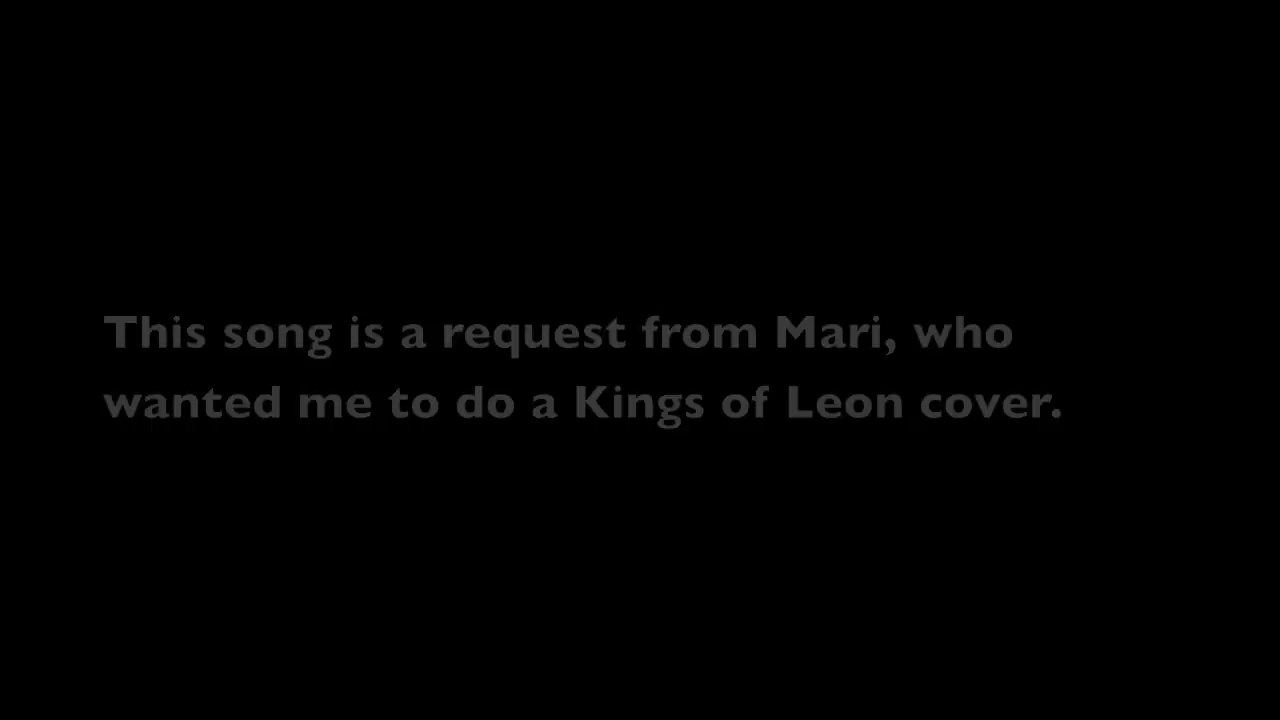 This song is a request from Mari, who
wanted me to do a Kings of Leon cover.